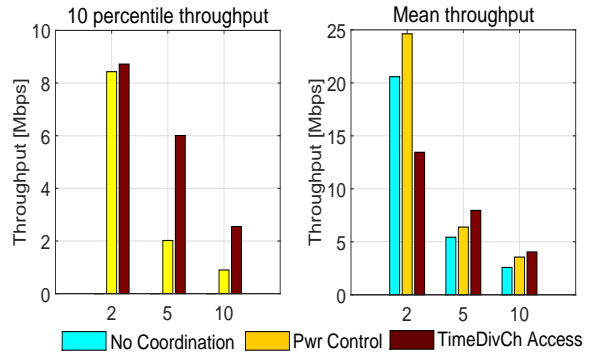 10 percentile throughput
Throughput [Mbps]
10
8
6
4
2
0
2 5 10
Mean throughput
Throughput [Mbps]
25
20
15
10
5
0
2 5 10
No Coordination Pwr Control TimeDivCh Access